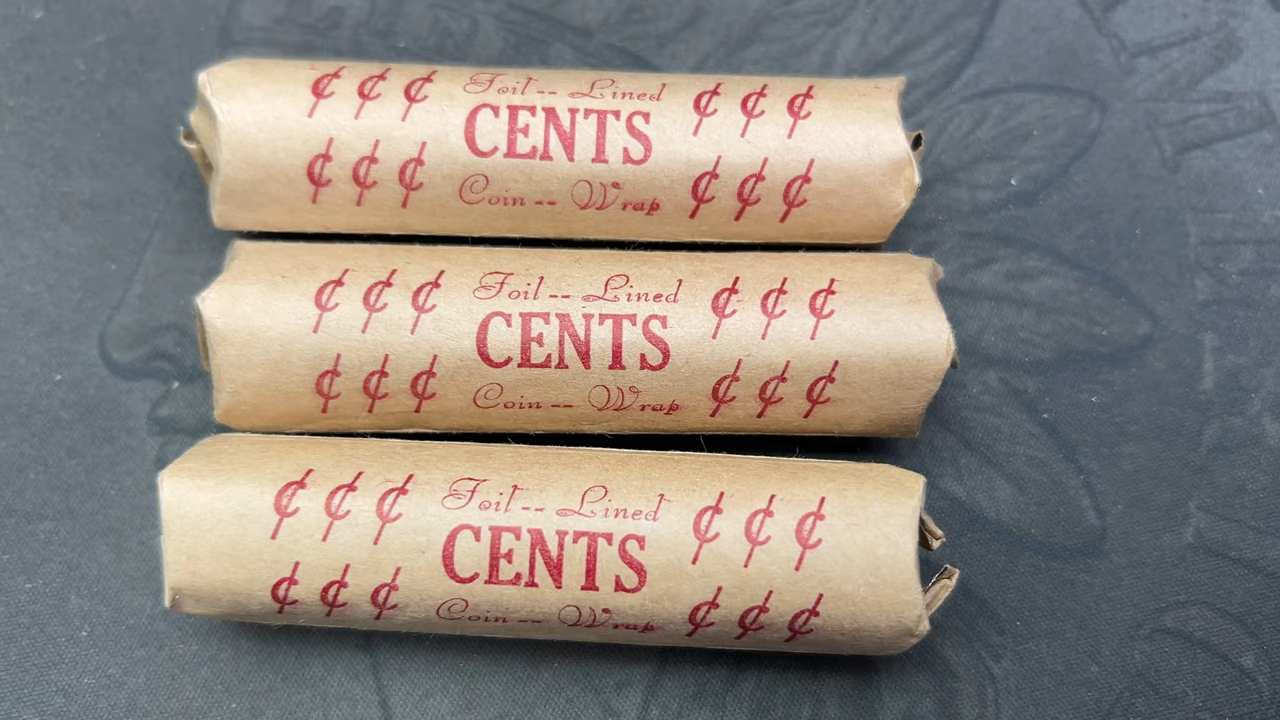 ¢ ¢ ¢ Foil -- Lined ¢ ¢ ¢
CENTS
¢ ¢ ¢ Coin -- Wrap ¢ ¢ ¢
¢ ¢ ¢ Foil -- Lined ¢ ¢ ¢
CENTS
¢ ¢ ¢ Coin -- Wrap ¢ ¢ ¢
¢ ¢ ¢ Foil -- Lined ¢ ¢ ¢
CENTS
¢ ¢ ¢ Coin -- Wrap ¢ ¢ ¢